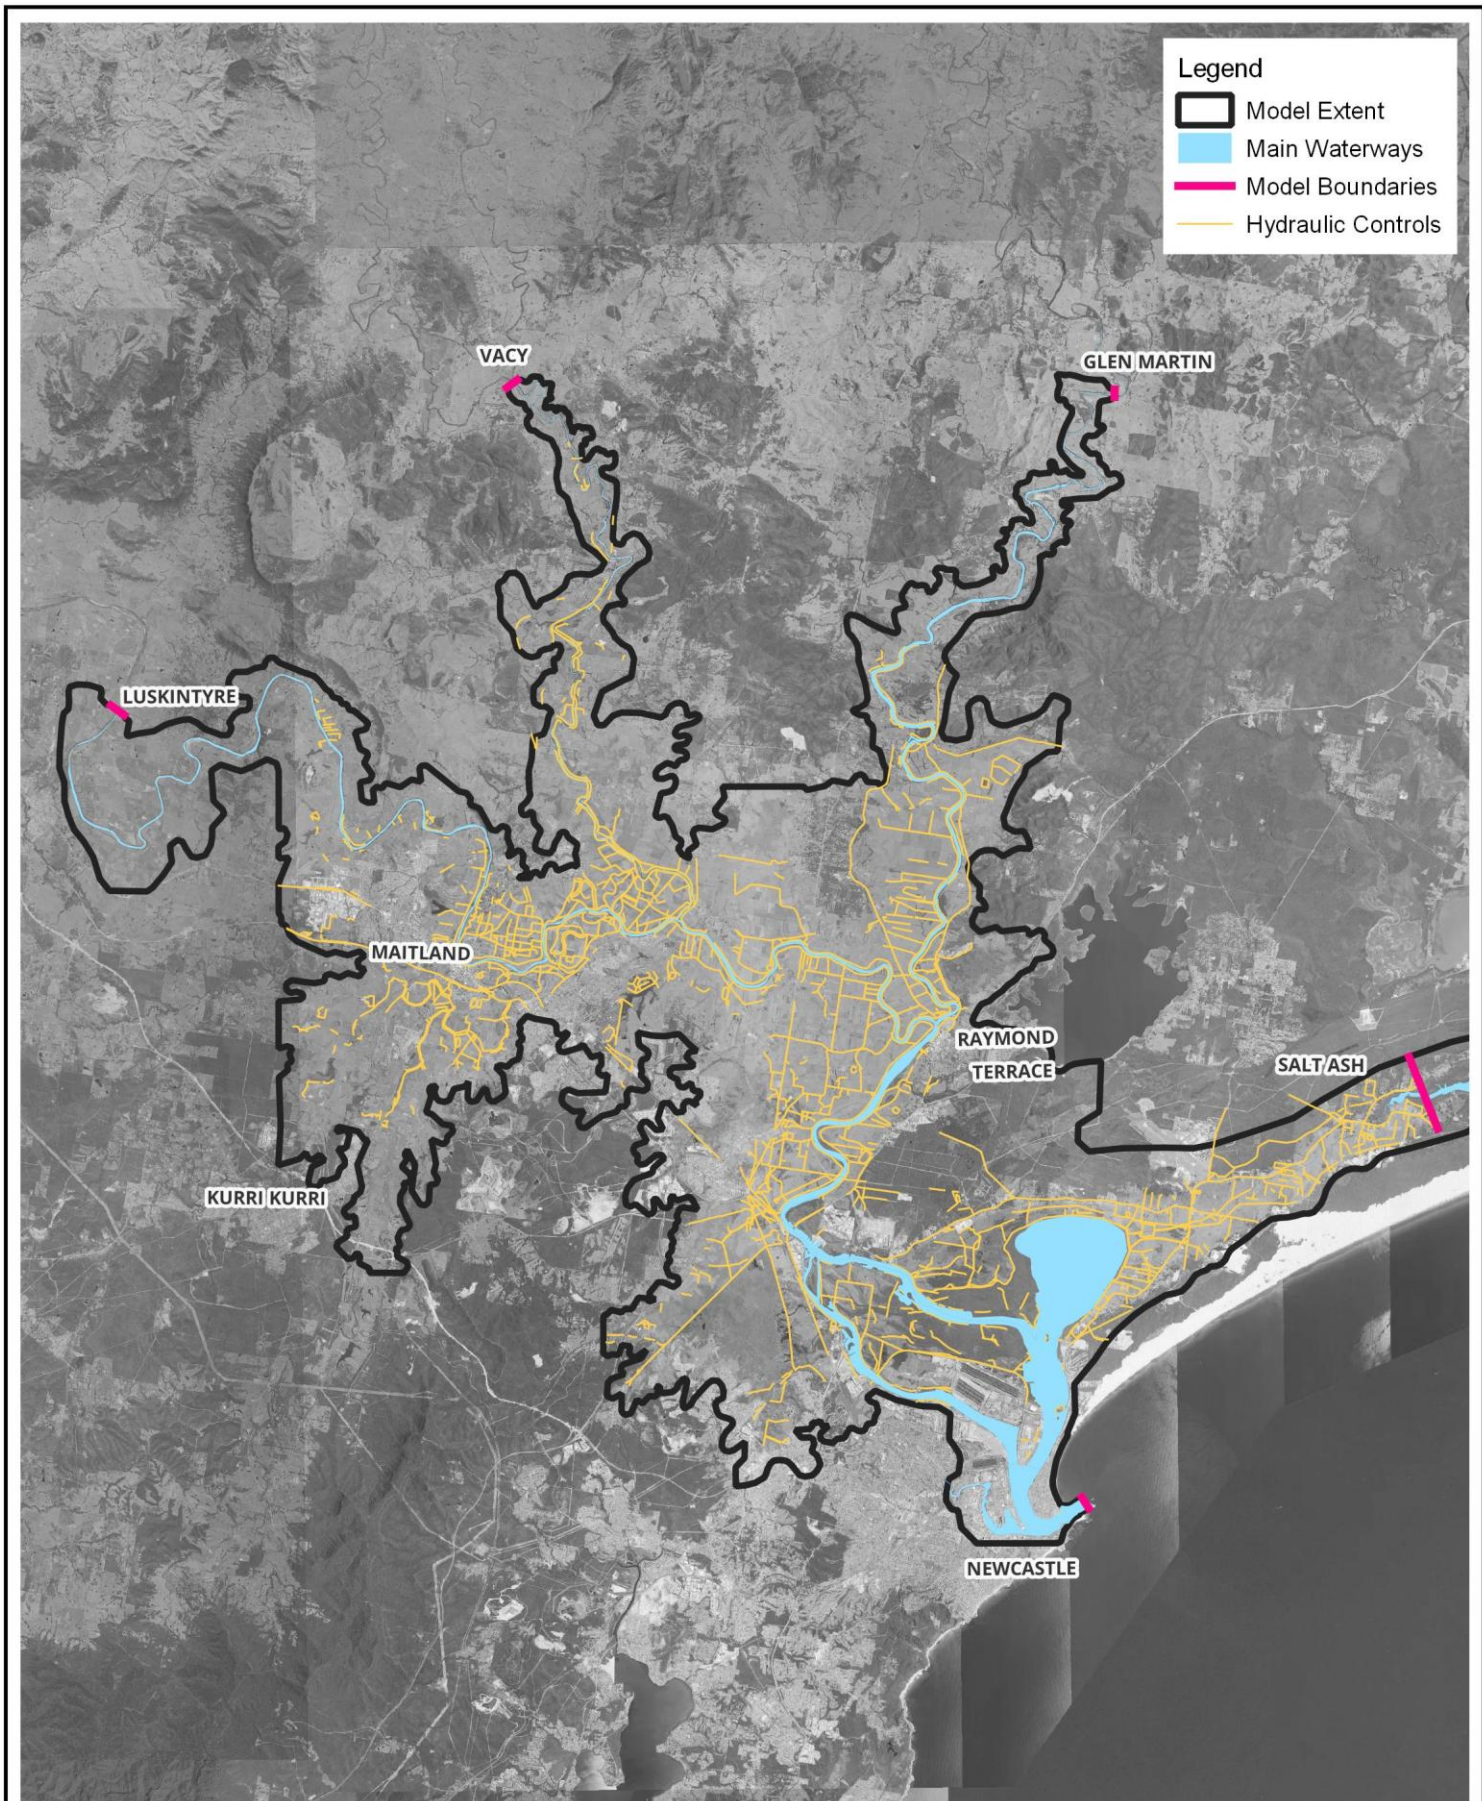 Legend
Model Extent
Main Waterways
Model Boundaries
Hydraulic Controls
VACY
GLEN MARTIN
LUSKINTYRE
MAITLAND
RAYMOND
TERRACE
SALT ASH
KURRI KURRI
NEWCASTLE